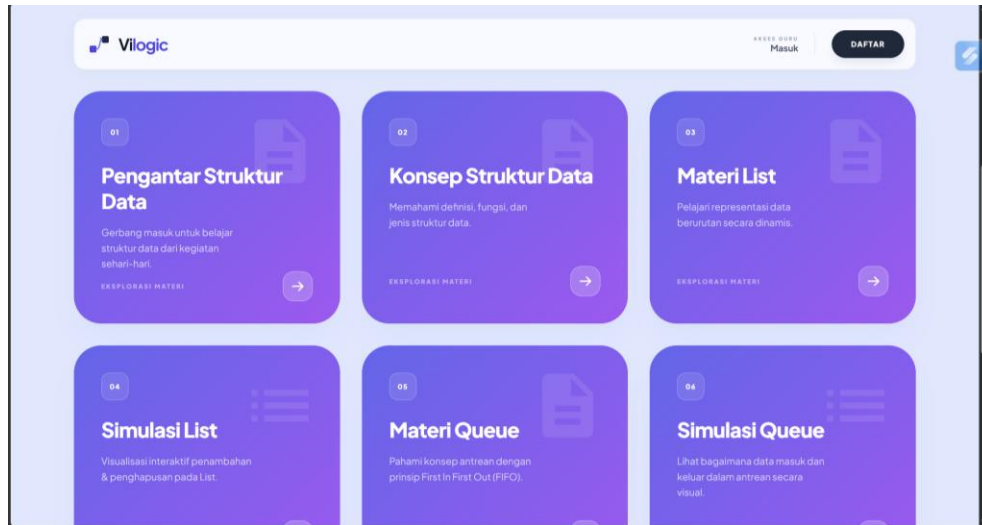 Vilogic
AKSES GURU
Masuk
DAFTAR
01
Pengantar Struktur
Data
Gerbang masuk untuk belajar
struktur data dari kegiatan
sehari-hari.
EKSPLORASI MATERI
02
Konsep Struktur Data
Memahami definisi, fungsi, dan
jenis struktur data.
EKSPLORASI MATERI
03
Materi List
Pelajari representasi data
berurutan secara dinamis.
EKSPLORASI MATERI
04
Simulasi List
Visualisasi interaktif penambahan
& penghapusan pada List.
05
Materi Queue
Pahami konsep antrean dengan
prinsip First In First Out (FIFO).
06
Simulasi Queue
Lihat bagaimana data masuk dan
keluar dalam antrean secara
visual.